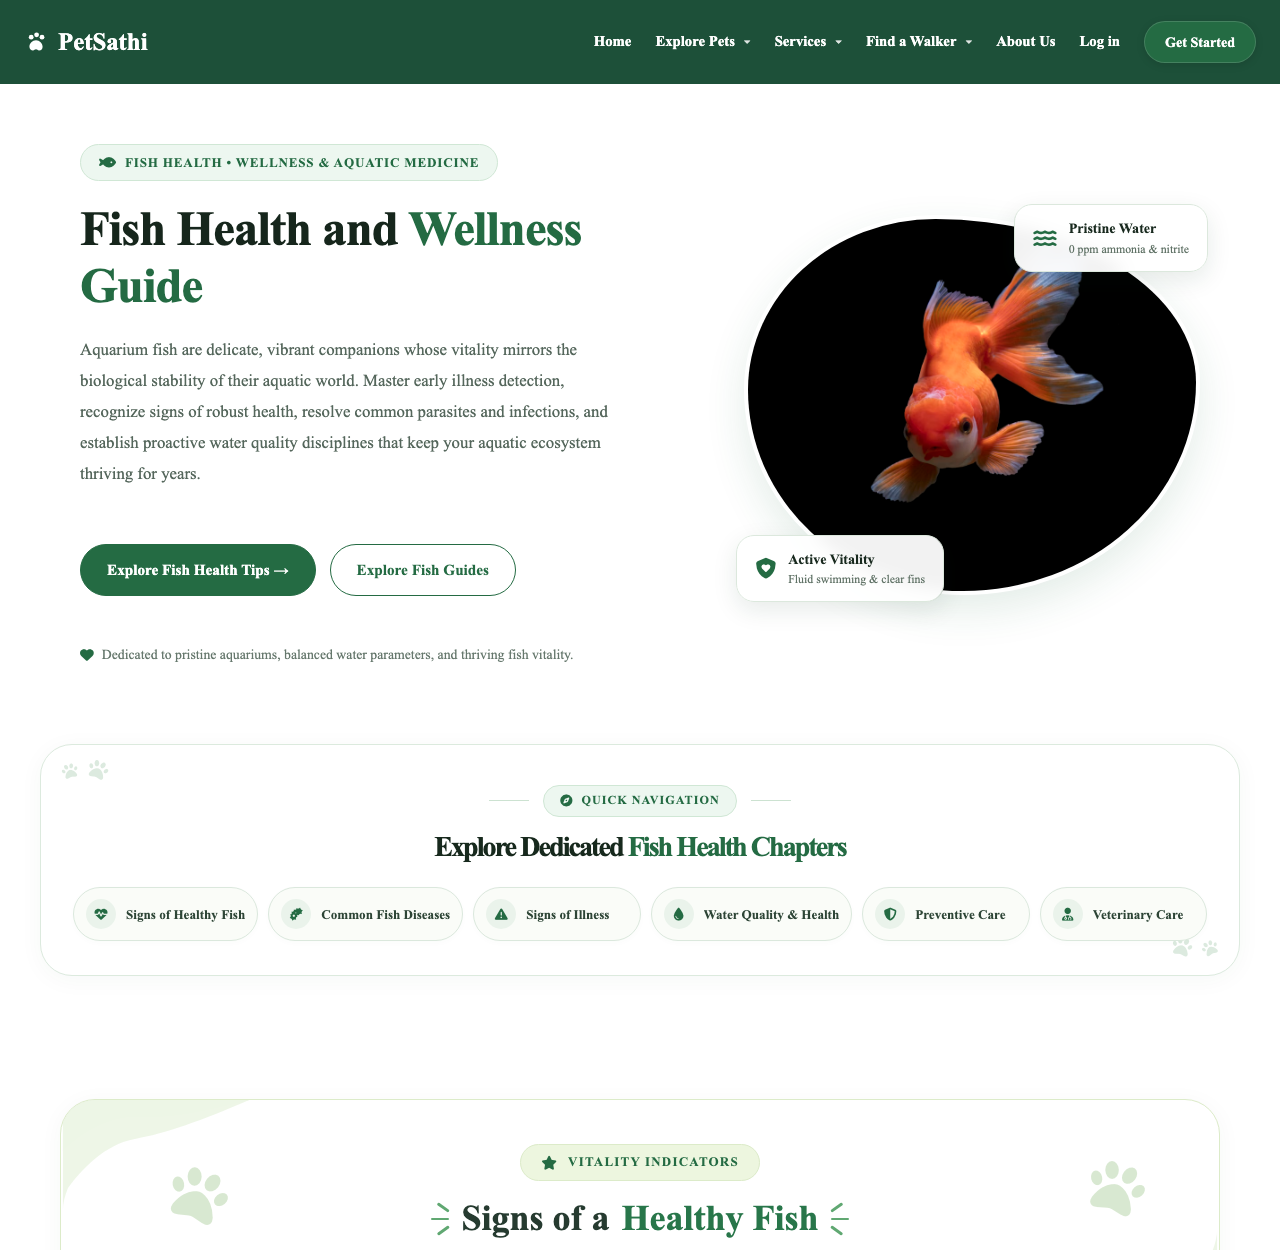 PetSathi
Home
Explore Pets
Services
Find a Walker
About Us
Log in
Get Started
FISH HEALTH • WELLNESS & AQUATIC MEDICINE
Fish Health and Wellness
Guide
Aquarium fish are delicate, vibrant companions whose vitality mirrors the
biological stability of their aquatic world. Master early illness detection,
recognize signs of robust health, resolve common parasites and infections, and
establish proactive water quality disciplines that keep your aquatic ecosystem
thriving for years.
Explore Fish Health Tips →
Explore Fish Guides
Dedicated to pristine aquariums, balanced water parameters, and thriving fish vitality.
Pristine Water
0 ppm ammonia & nitrite
Active Vitality
Fluid swimming & clear fins
QUICK NAVIGATION
Explore Dedicated Fish Health Chapters
Signs of Healthy Fish
Common Fish Diseases
Signs of Illness
Water Quality & Health
Preventive Care
Veterinary Care
VITALITY INDICATORS
Signs of a Healthy Fish